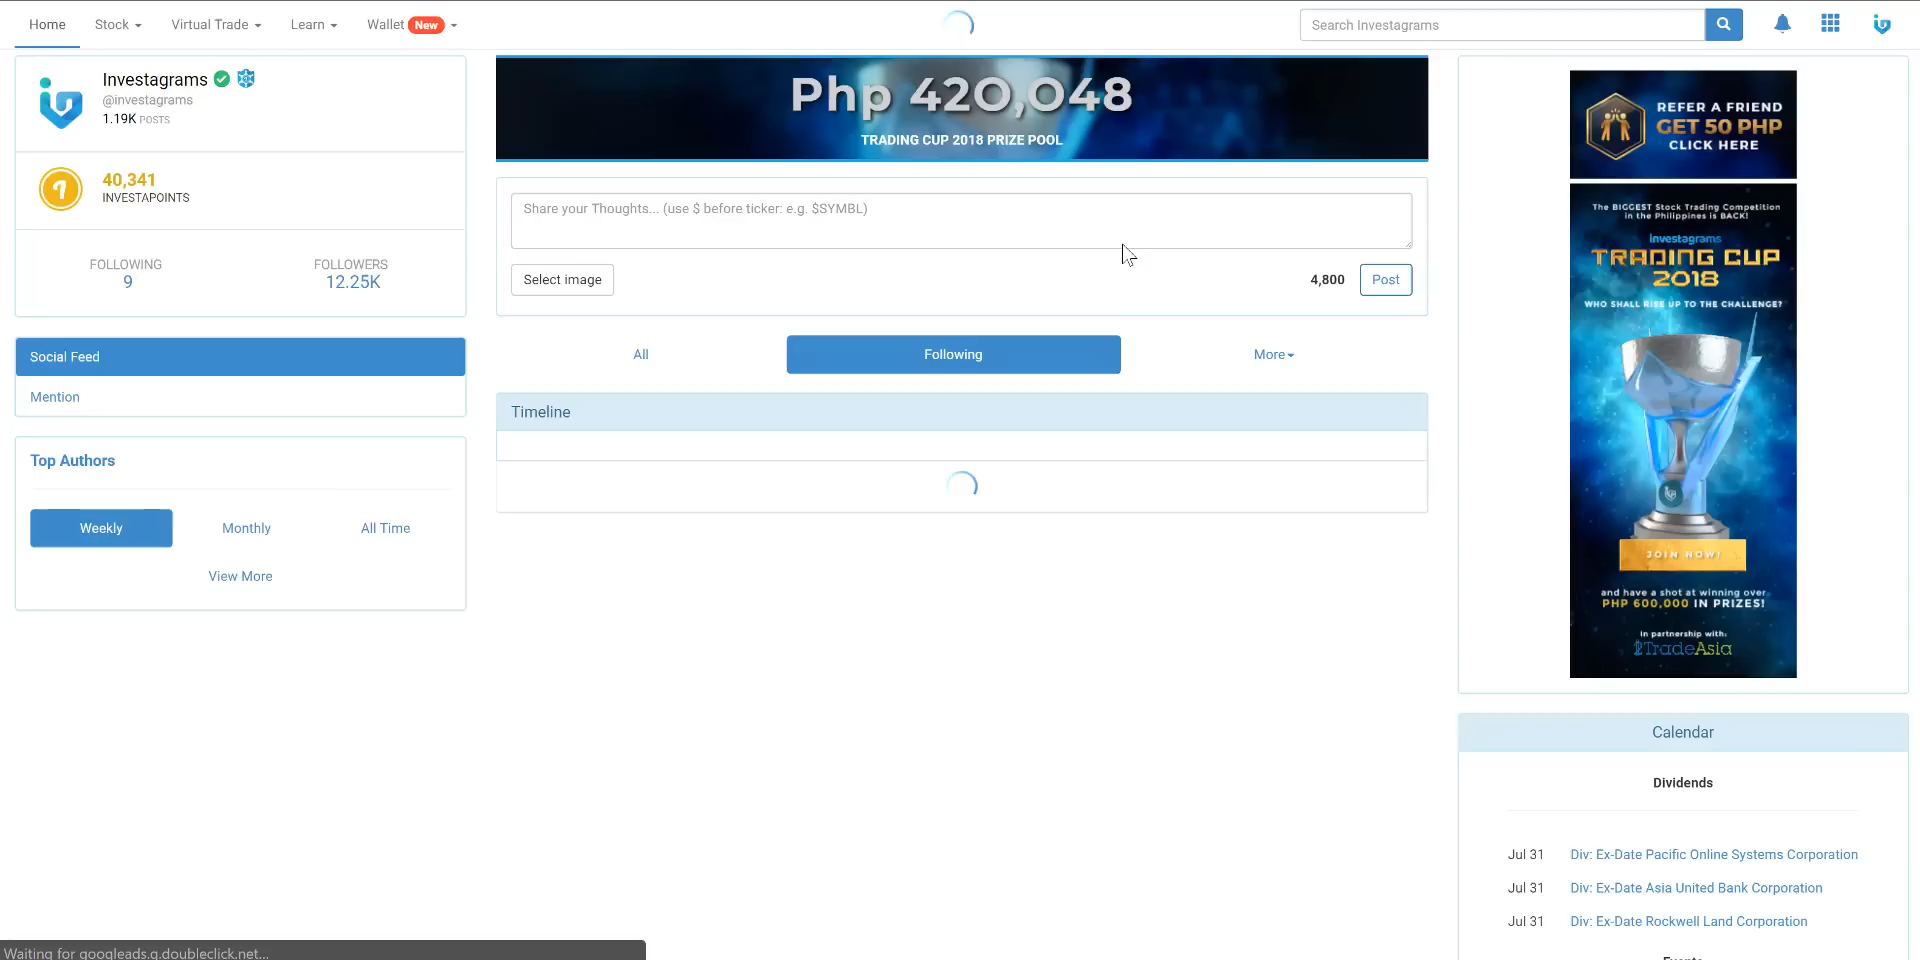 Home
Stock
Virtual Trade
Learn
Wallet New
Search Investagrams
Investagrams
@investagrams
1.19K POSTS
40,341
INVESTAPOINTS
FOLLOWING
9
FOLLOWERS
12.25K
Social Feed
Mention
Top Authors
Weekly
Monthly
All Time
View More
Php 420,048
TRADING CUP 2018 PRIZE POOL
Share your Thoughts... (use $ before ticker: e.g. $SYMBL)
Select image
4,800
Post
All
Following
More
Timeline
REFER A FRIEND
GET 50 PHP
CLICK HERE
The BIGGEST Stock Trading Competition
in the Philippines is BACK!
Investagrams
TRADING CUP
2018
WHO SHALL RISE UP TO THE CHALLENGE?
JOIN NOW!
and have a shot at winning over
PHP 600,000 IN PRIZES!
in partnership with:
2TradeAsia
Calendar
Dividends
Jul 31 Div: Ex-Date Pacific Online Systems Corporation
Jul 31 Div: Ex-Date Asia United Bank Corporation
Jul 31 Div: Ex-Date Rockwell Land Corporation
Waiting for googleads.g.doubleclick.net...